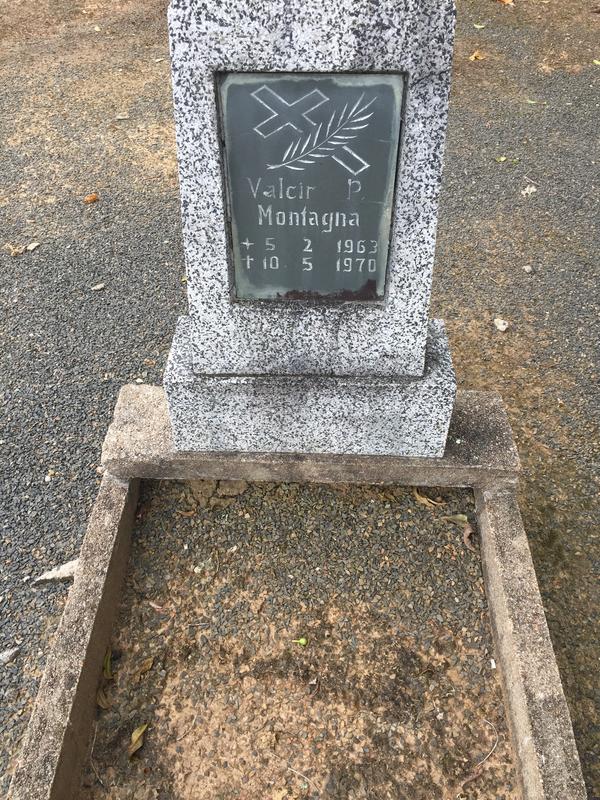 Valcir P.
Montagna
★ 5 2 1963
✝ 10 5 1970